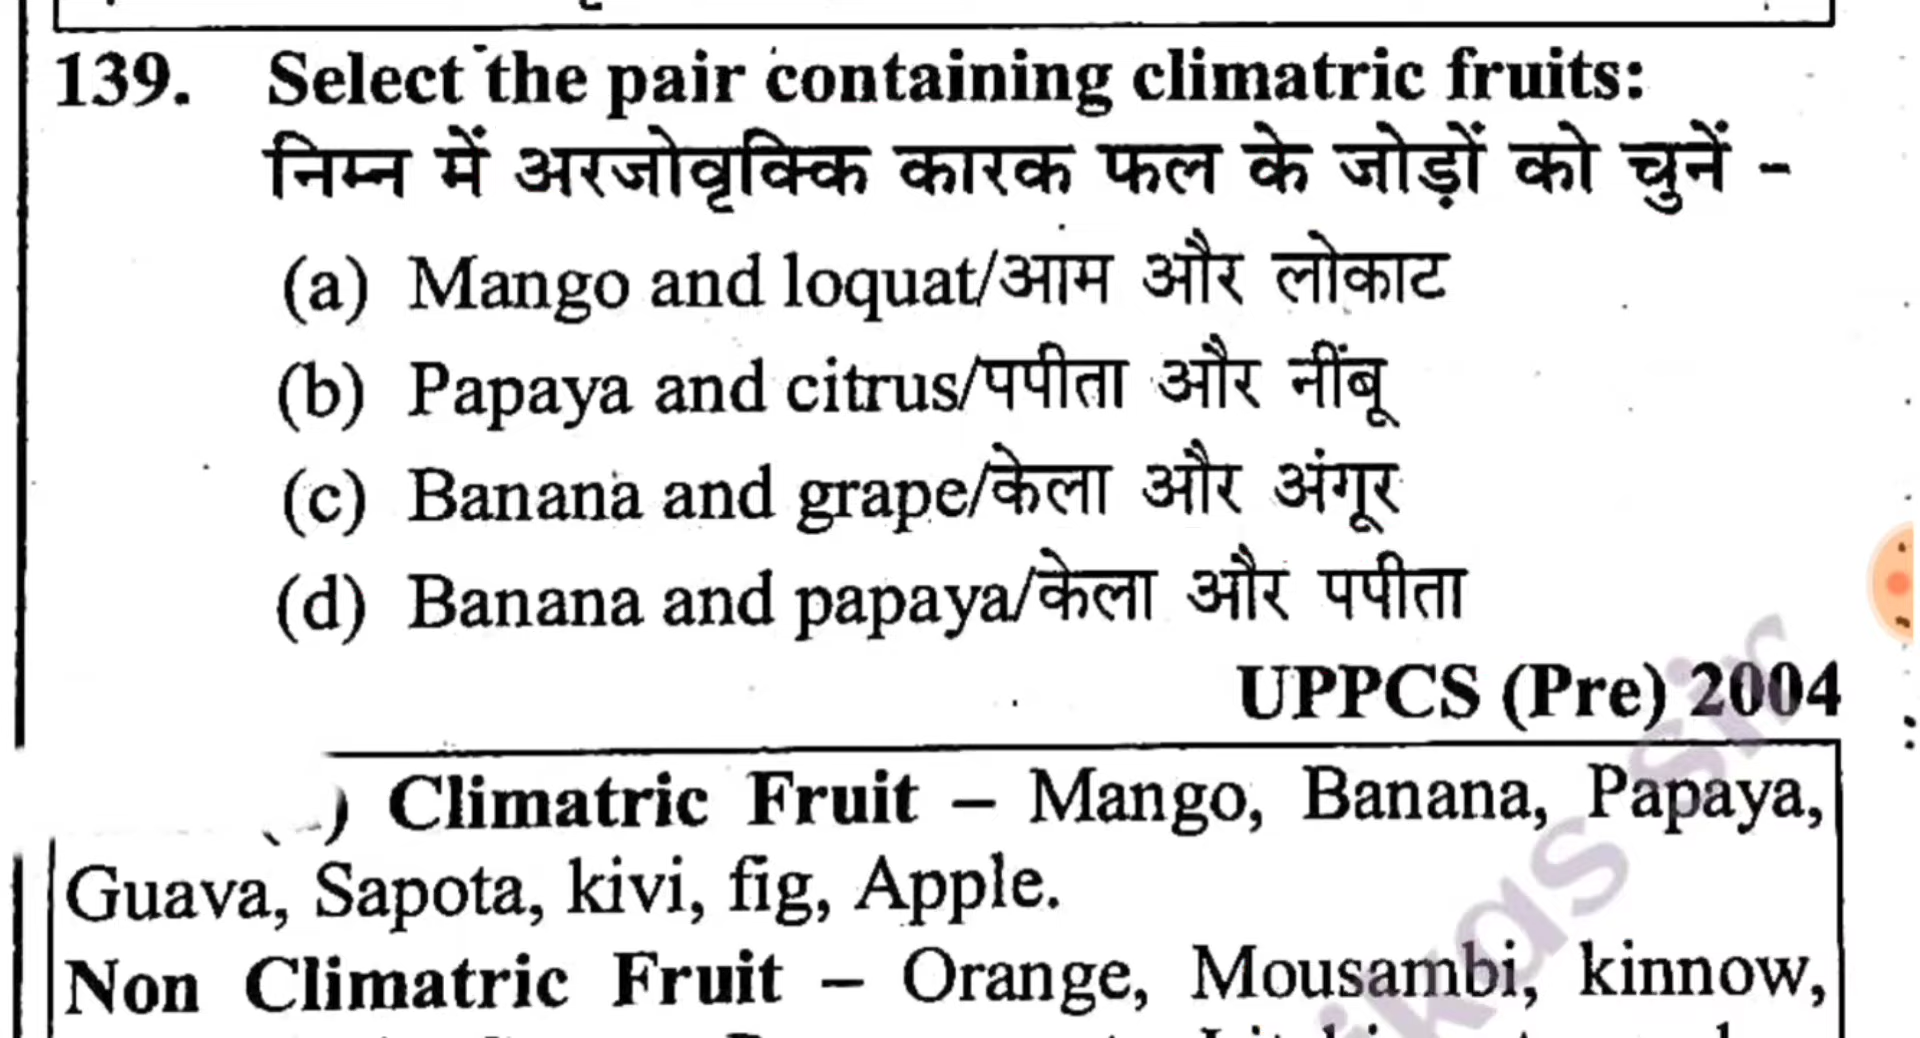 139. Select the pair containing climatric fruits:
निम्न में अरजोवृक्कि कारक फल के जोड़ों को चुनें -
(a) Mango and loquat/आम और लोकाट
(b) Papaya and citrus/पपीता और नींबू
(c) Banana and grape/केला और अंगूर
(d) Banana and papaya/केला और पपीता
UPPCS (Pre) 2004
) Climatric Fruit – Mango, Banana, Papaya,
Guava, Sapota, kivi, fig, Apple.
Non Climatric Fruit – Orange, Mousambi, kinnow,